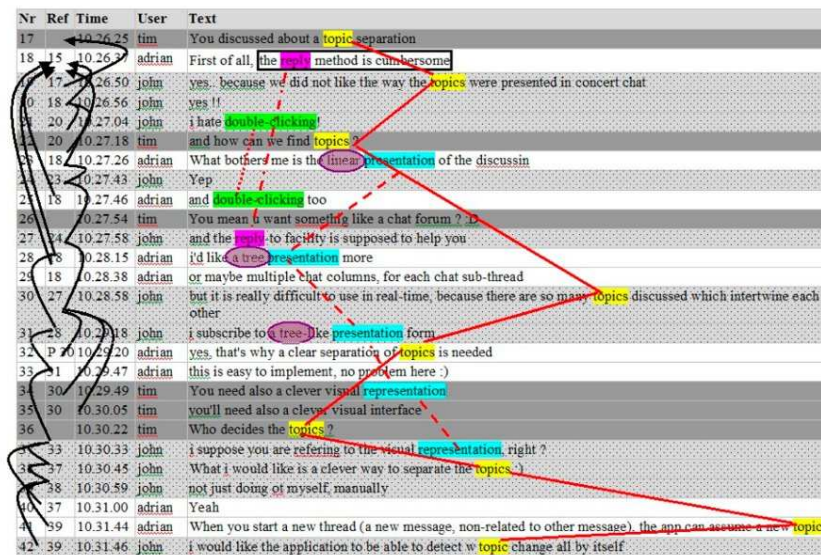 Nr Ref Time User Text
17 10.26.25 tim You discussed about a topic separation
18 15 10.26.37 adrian First of all, the reply method is cumbersome
17 10.26.50 john yes.. because we did not like the way the topics were presented in concert chat
18 10.26.56 john yes !!
20 10.27.04 john i hate double-clicking!
20 10.27.18 tim and how can we find topics ?
18 10.27.26 adrian What bothers me is the linear presentation of the discussin
23 10.27.43 john Yep
25 18 10.27.46 adrian and double-clicking too
26 10.27.54 tim You mean u want somethig like a chat forum ? :D
27 24 10.27.58 john and the reply-to facility is supposed to help you
28 18 10.28.15 adrian i'd like a tree presentation more
29 18 10.28.38 adrian or maybe multiple chat columns, for each chat sub-thread
30 27 10.28.58 john but it is really difficult to use in real-time, because there are so many topics discussed which intertwine each
other
31 28 10.29.18 john i subscribe to a tree-like presentation form
32 P 30 10.29.20 adrian yes, that's why a clear separation of topics is needed
33 31 10.29.47 adrian this is easy to implement, no problem here :)
34 30 10.29.49 tim You need also a clever visual representation
35 30 10.30.05 tim you'll need also a clever visual interface
36 10.30.22 tim Who decides the topics ?
33 10.30.33 john i suppose you are refering to the visual representation, right ?
37 10.30.45 john What i would like is a clever way to separate the topics :)
38 10.30.59 john not just doing ot myself, manually
40 37 10.31.00 adrian Yeah
41 39 10.31.44 adrian When you start a new thread (a new message, non-related to other message), the app can assume a new topic
42 39 10.31.46 john i would like the application to be able to detect w topic change all by itself